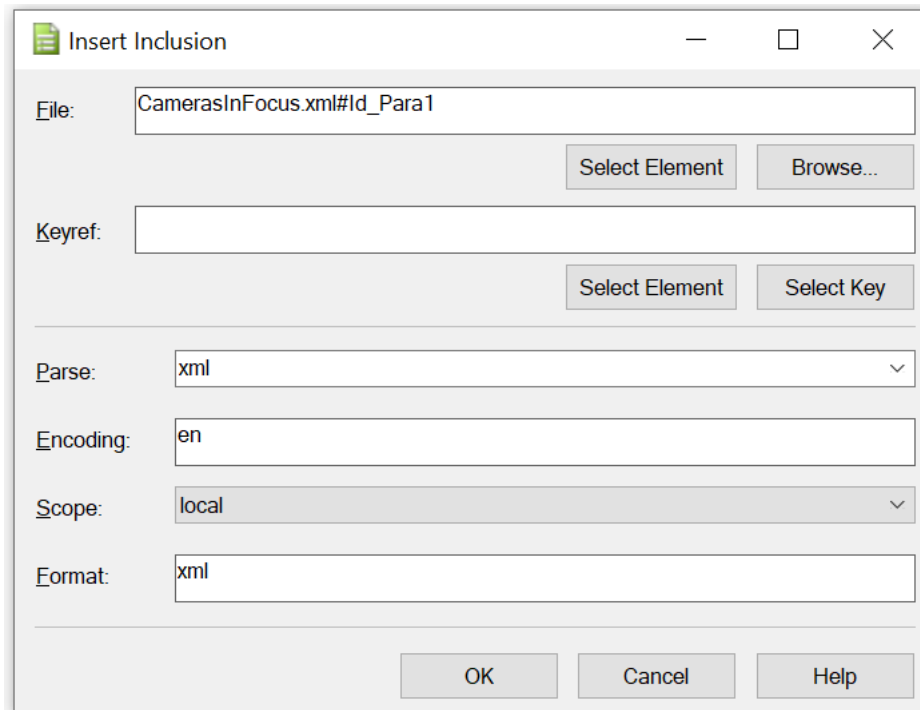 Insert Inclusion
File: CamerasInFocus.xml#Id_Para1
Select Element Browse...
Keyref:
Select Element Select Key
Parse: xml
Encoding: en
Scope: local
Format: xml
OK Cancel Help